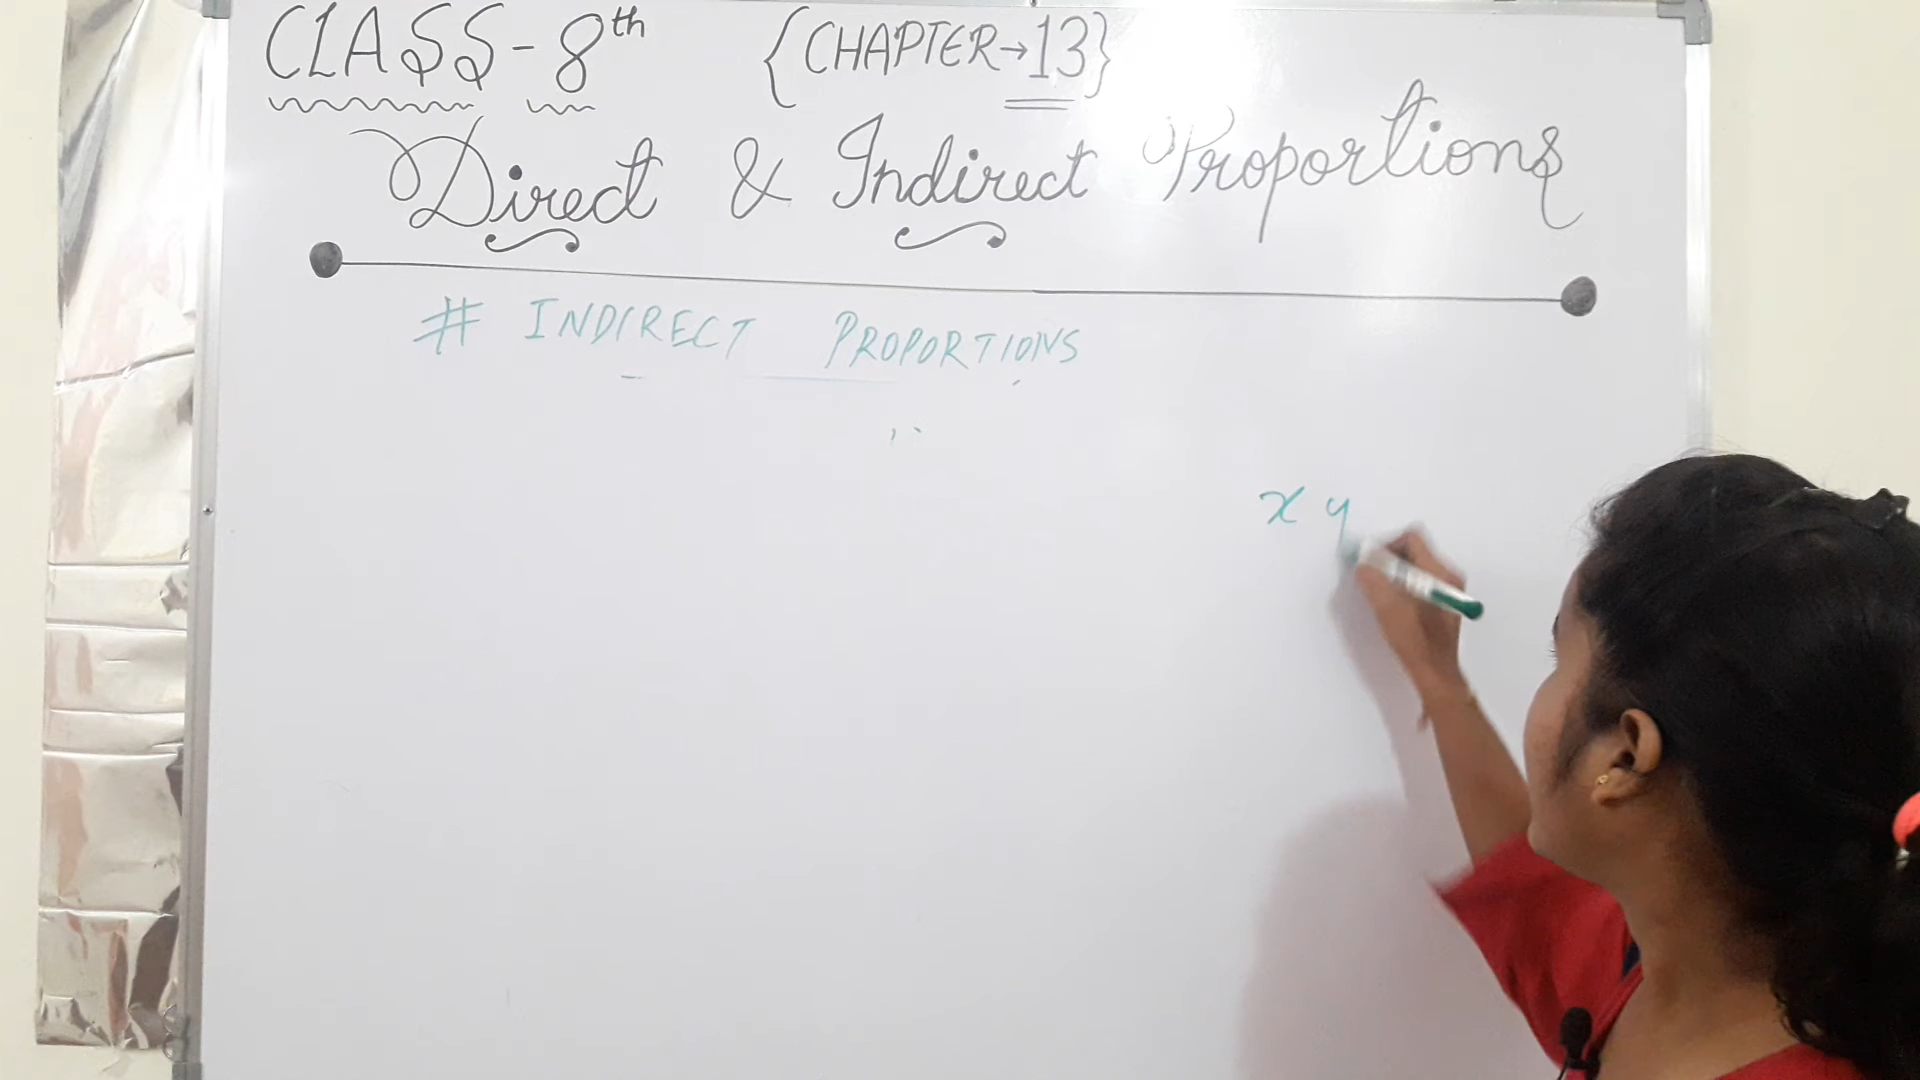 CLASS - 8th {CHAPTER→13}
Direct & Indirect Proportions
# INDIRECT PROPORTIONS
x y